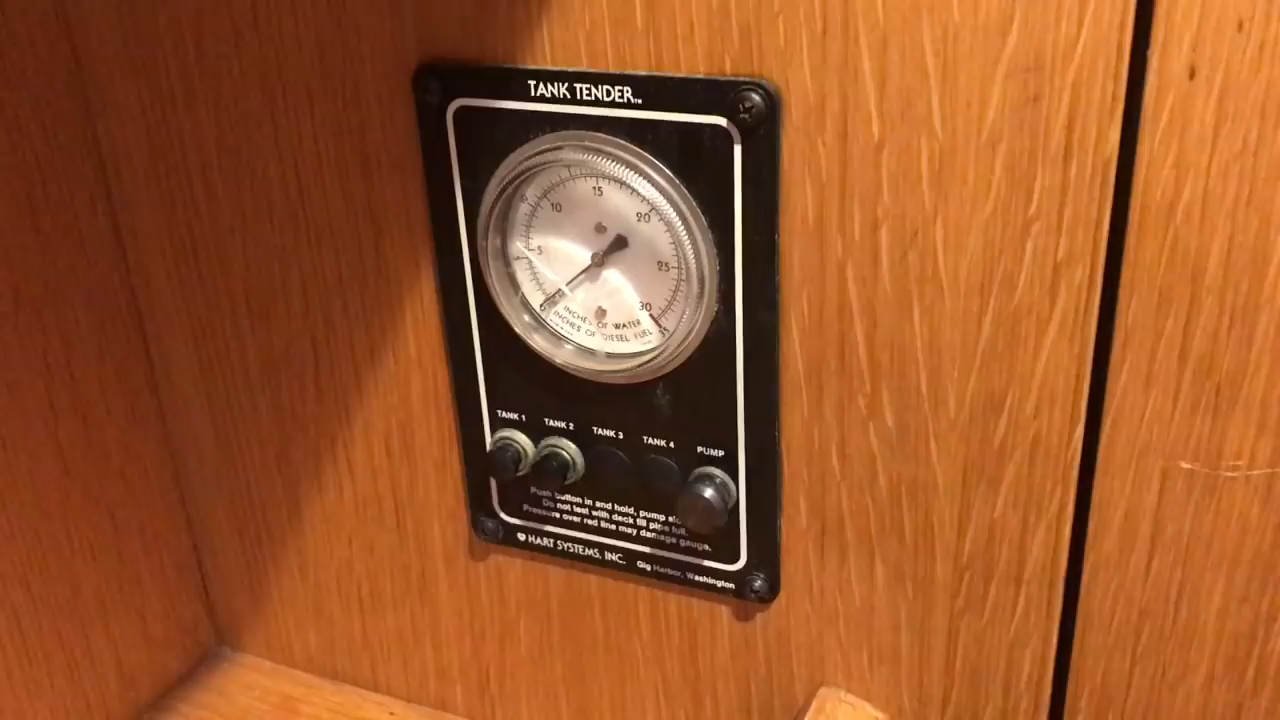 TANK TENDER™
15
10
20
5
25
0
30
INCHES OF WATER
INCHES OF DIESEL FUEL
35
TANK 1 TANK 2 TANK 3 TANK 4 PUMP
Push button in and hold, pump
Do not test with deck fill pipe full.
Pressure over red line may damage gauge.
HART SYSTEMS, INC. Gig Harbor, Washington